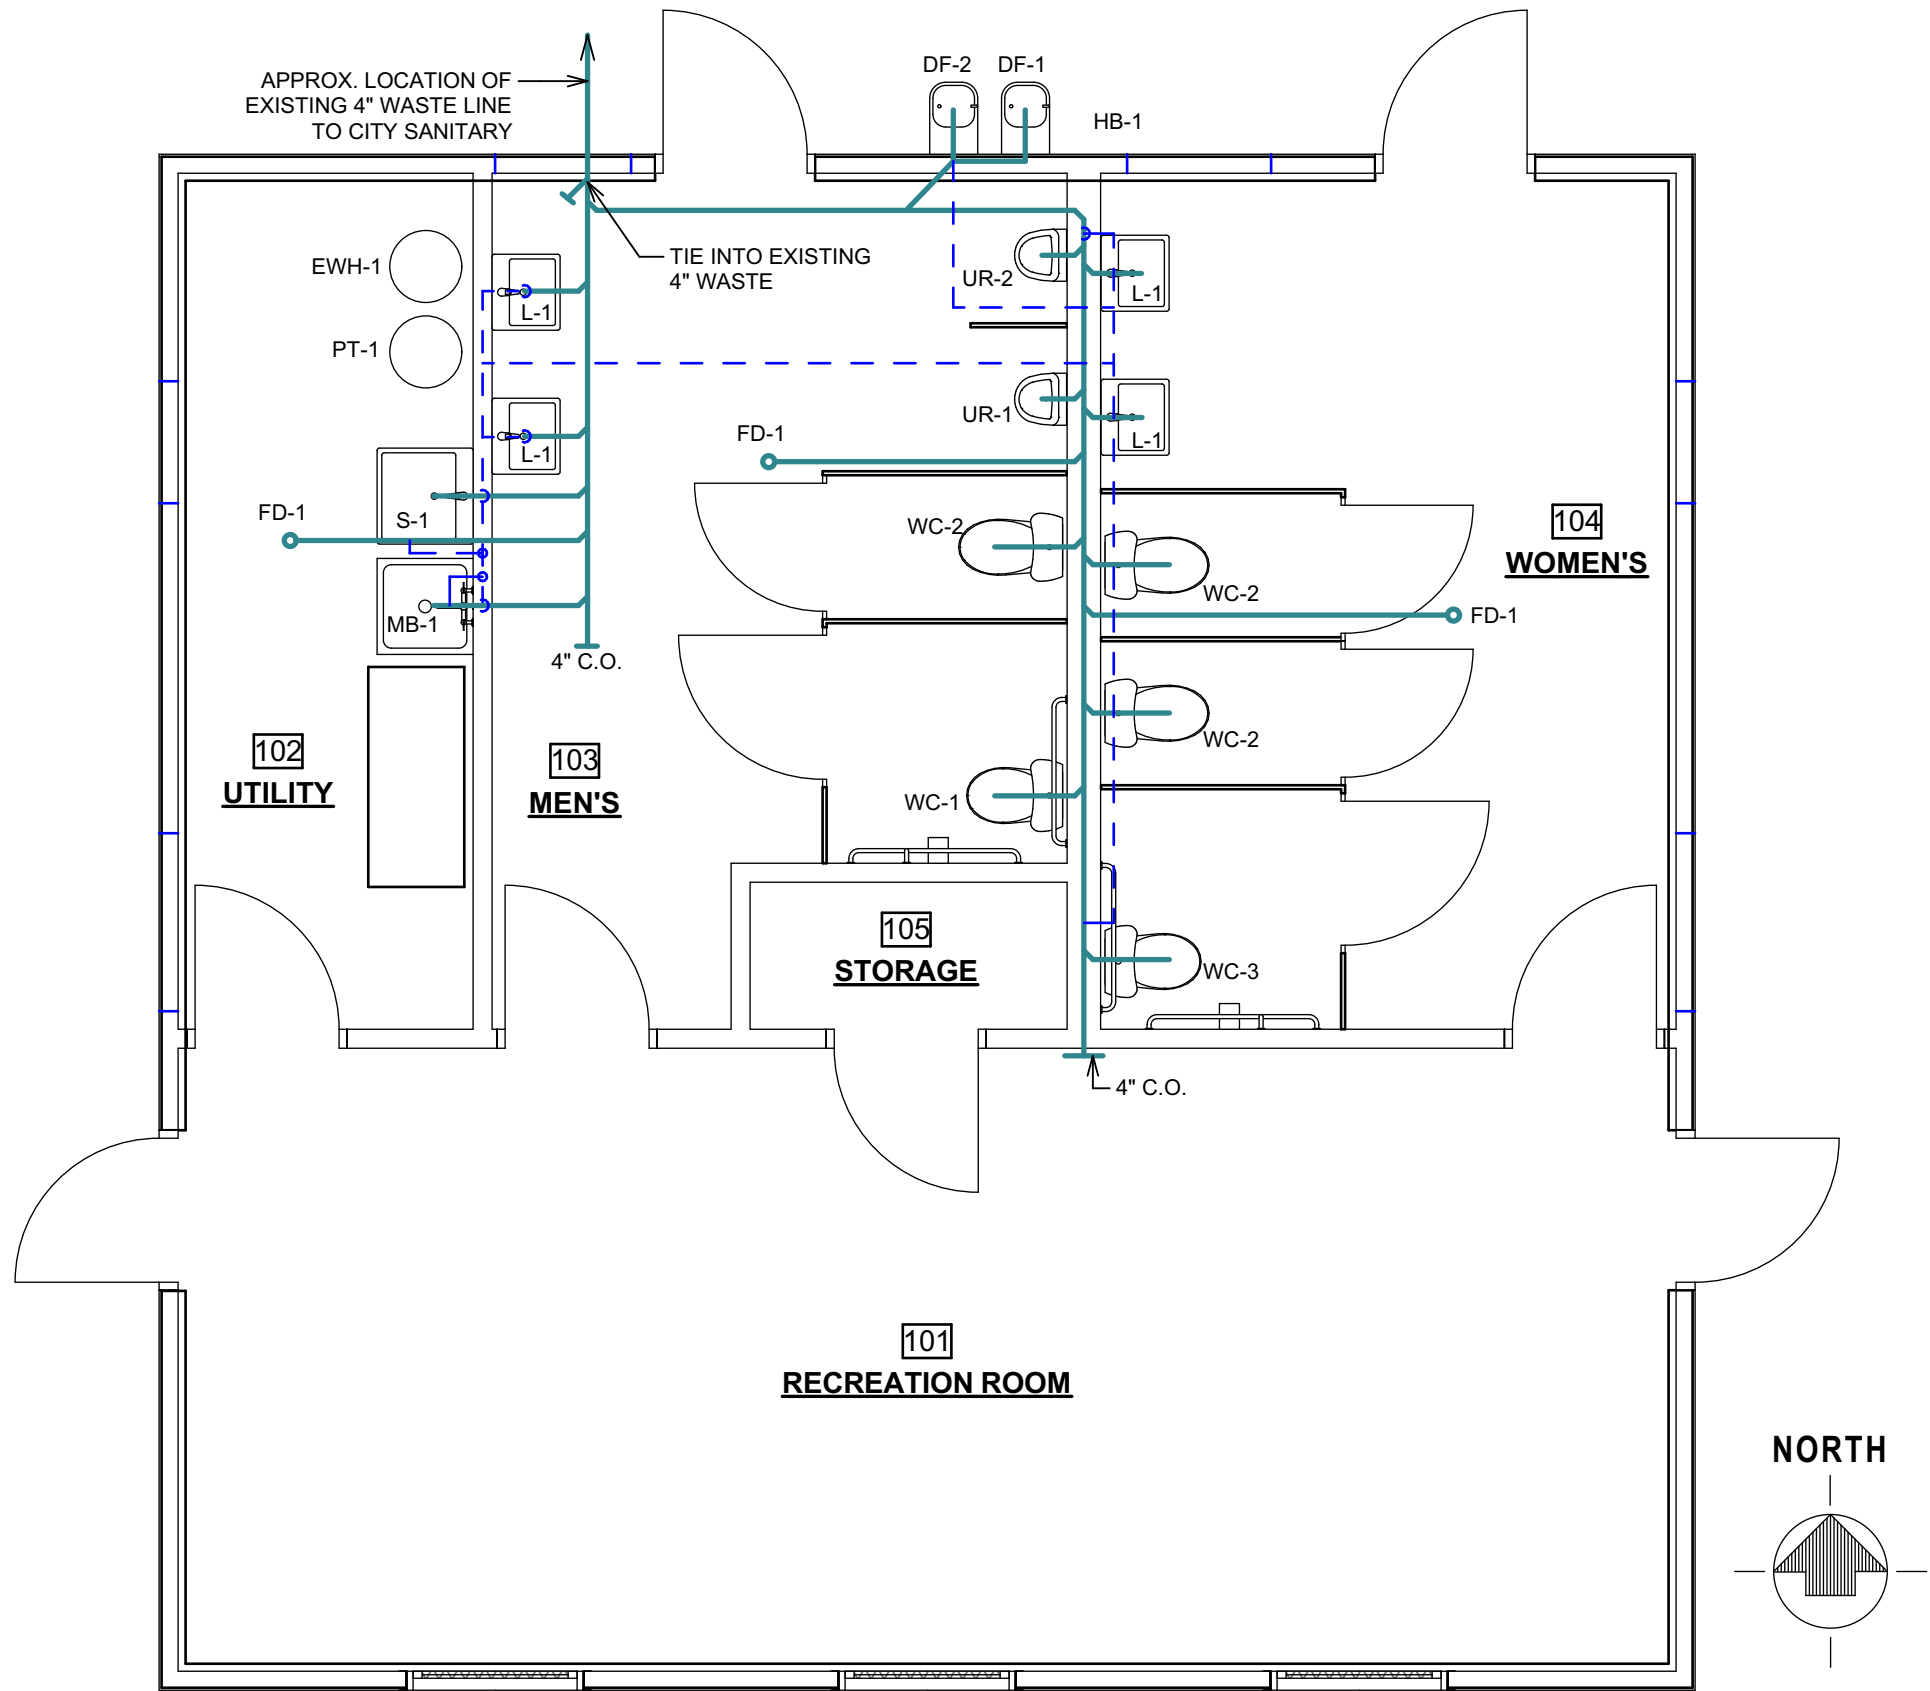 DF-2
DF-1
APPROX. LOCATION OF
EXISTING 4" WASTE LINE
TO CITY SANITARY
HB-1
EWH-1
TIE INTO EXISTING
4" WASTE
UR-2
L-1
L-1
PT-1
UR-1
FD-1
L-1
L-1
FD-1
S-1
WC-2
104
WOMEN'S
WC-2
MB-1
FD-1
4" C.O.
102
UTILITY
103
MEN'S
WC-2
WC-1
105
STORAGE
WC-3
4" C.O.
101
RECREATION ROOM
NORTH